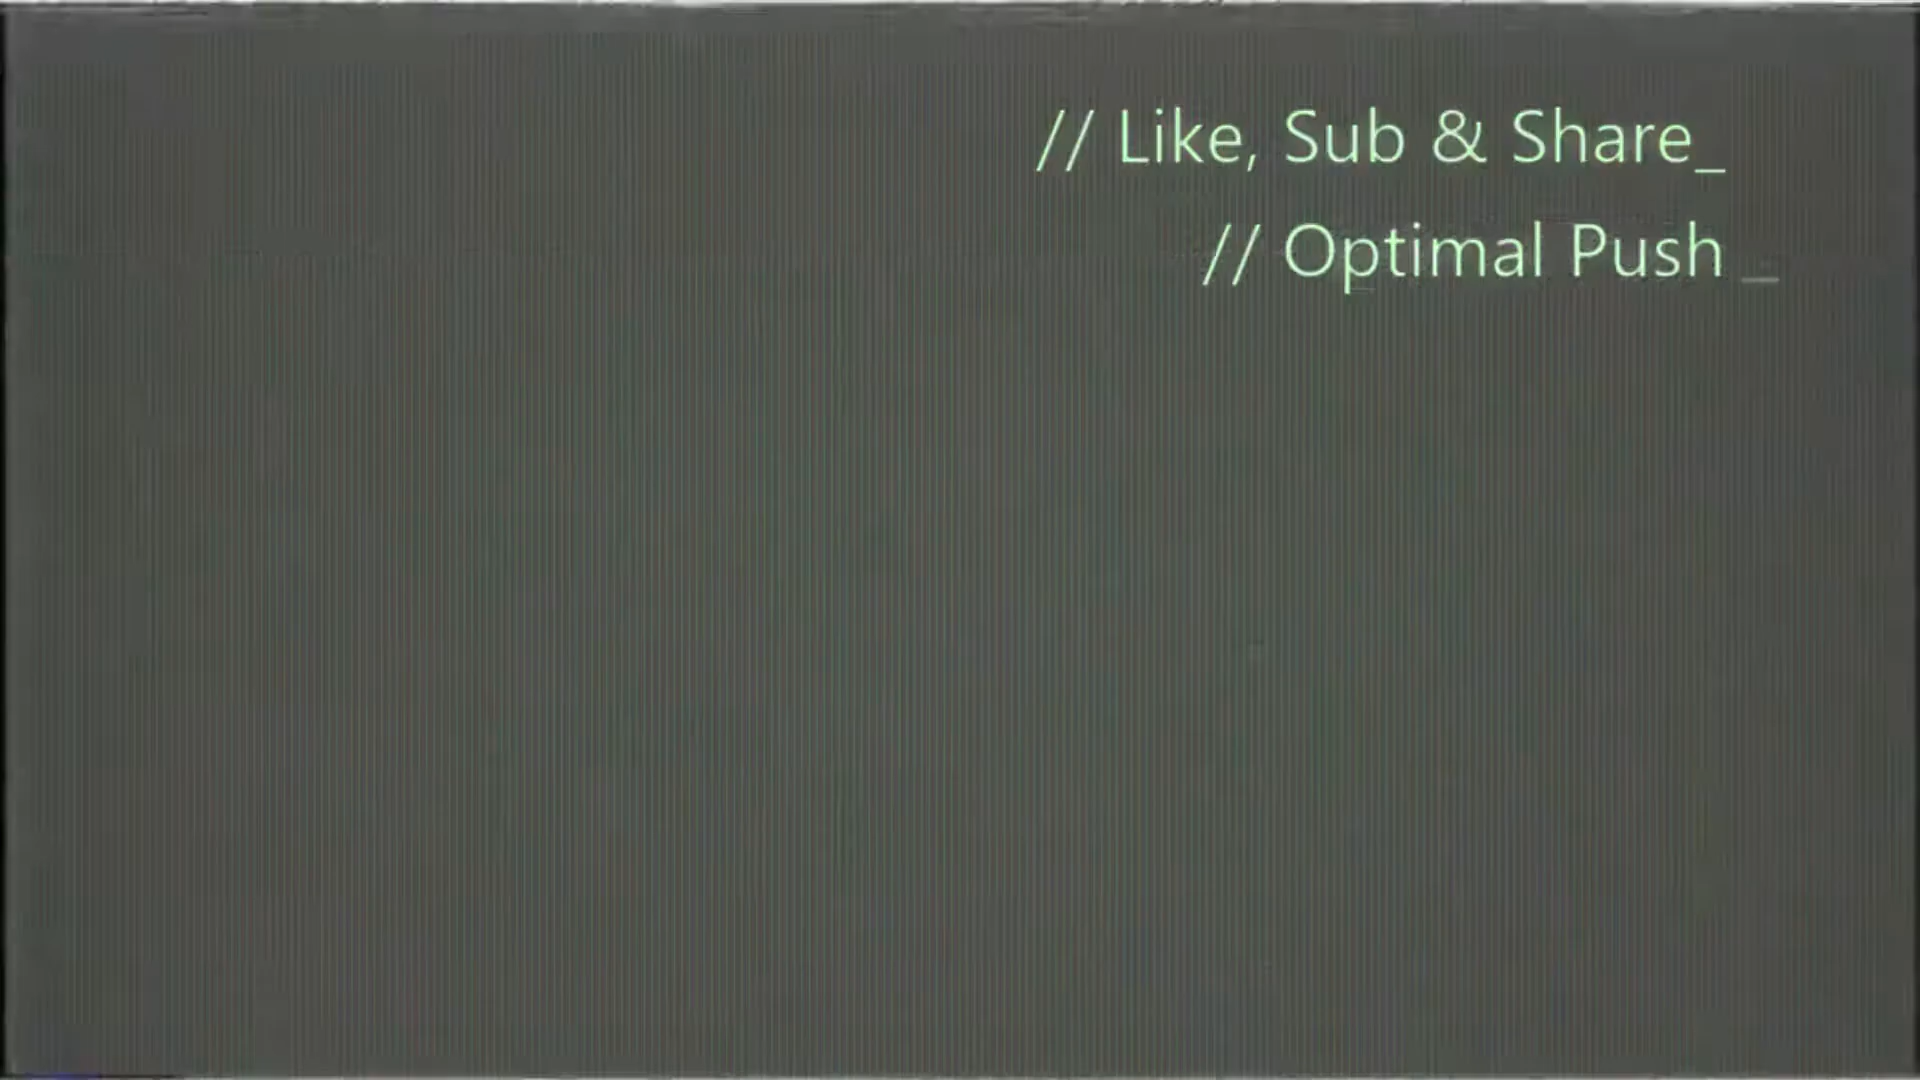 // Like, Sub & Share_
// Optimal Push _